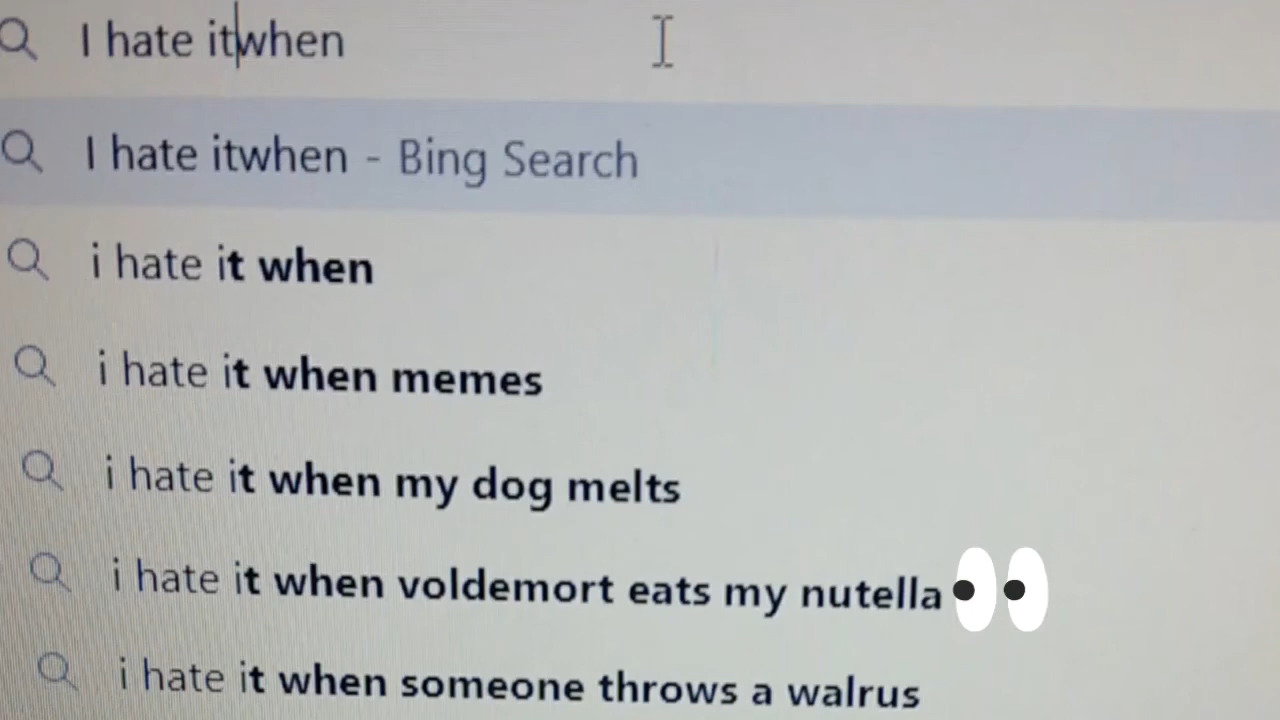 I hate itwhen
I hate itwhen - Bing Search
i hate it when
i hate it when memes
i hate it when my dog melts
i hate it when voldemort eats my nutella
i hate it when someone throws a walrus